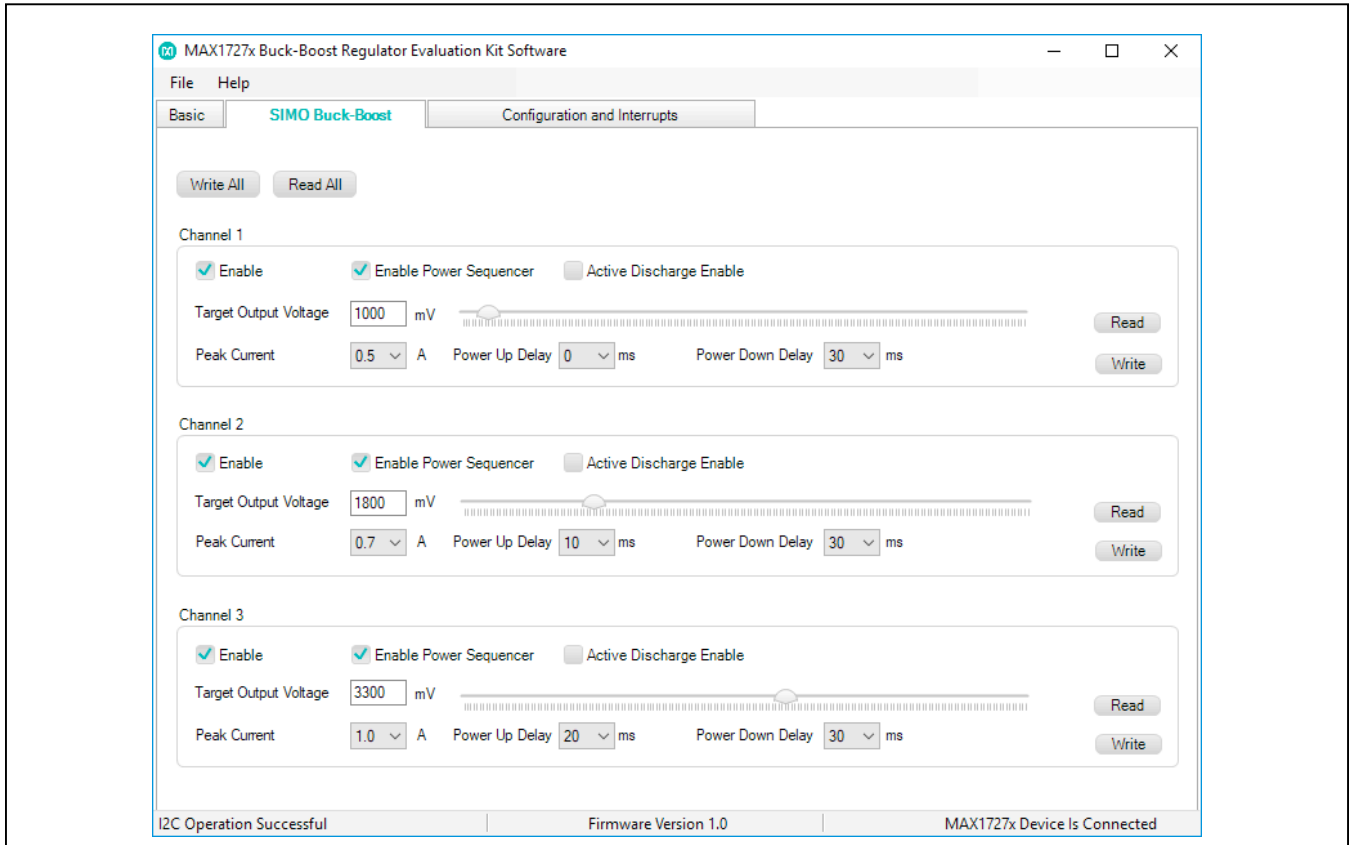 MAX1727x Buck-Boost Regulator Evaluation Kit Software
File Help
Basic SIMO Buck-Boost Configuration and Interrupts
Write All Read All
Channel 1
Enable Enable Power Sequencer Active Discharge Enable
Target Output Voltage 1000 mV
Read
Peak Current 0.5 A Power Up Delay 0 ms Power Down Delay 30 ms
Write
Channel 2
Enable Enable Power Sequencer Active Discharge Enable
Target Output Voltage 1800 mV
Read
Peak Current 0.7 A Power Up Delay 10 ms Power Down Delay 30 ms
Write
Channel 3
Enable Enable Power Sequencer Active Discharge Enable
Target Output Voltage 3300 mV
Read
Peak Current 1.0 A Power Up Delay 20 ms Power Down Delay 30 ms
Write
I2C Operation Successful Firmware Version 1.0 MAX1727x Device Is Connected